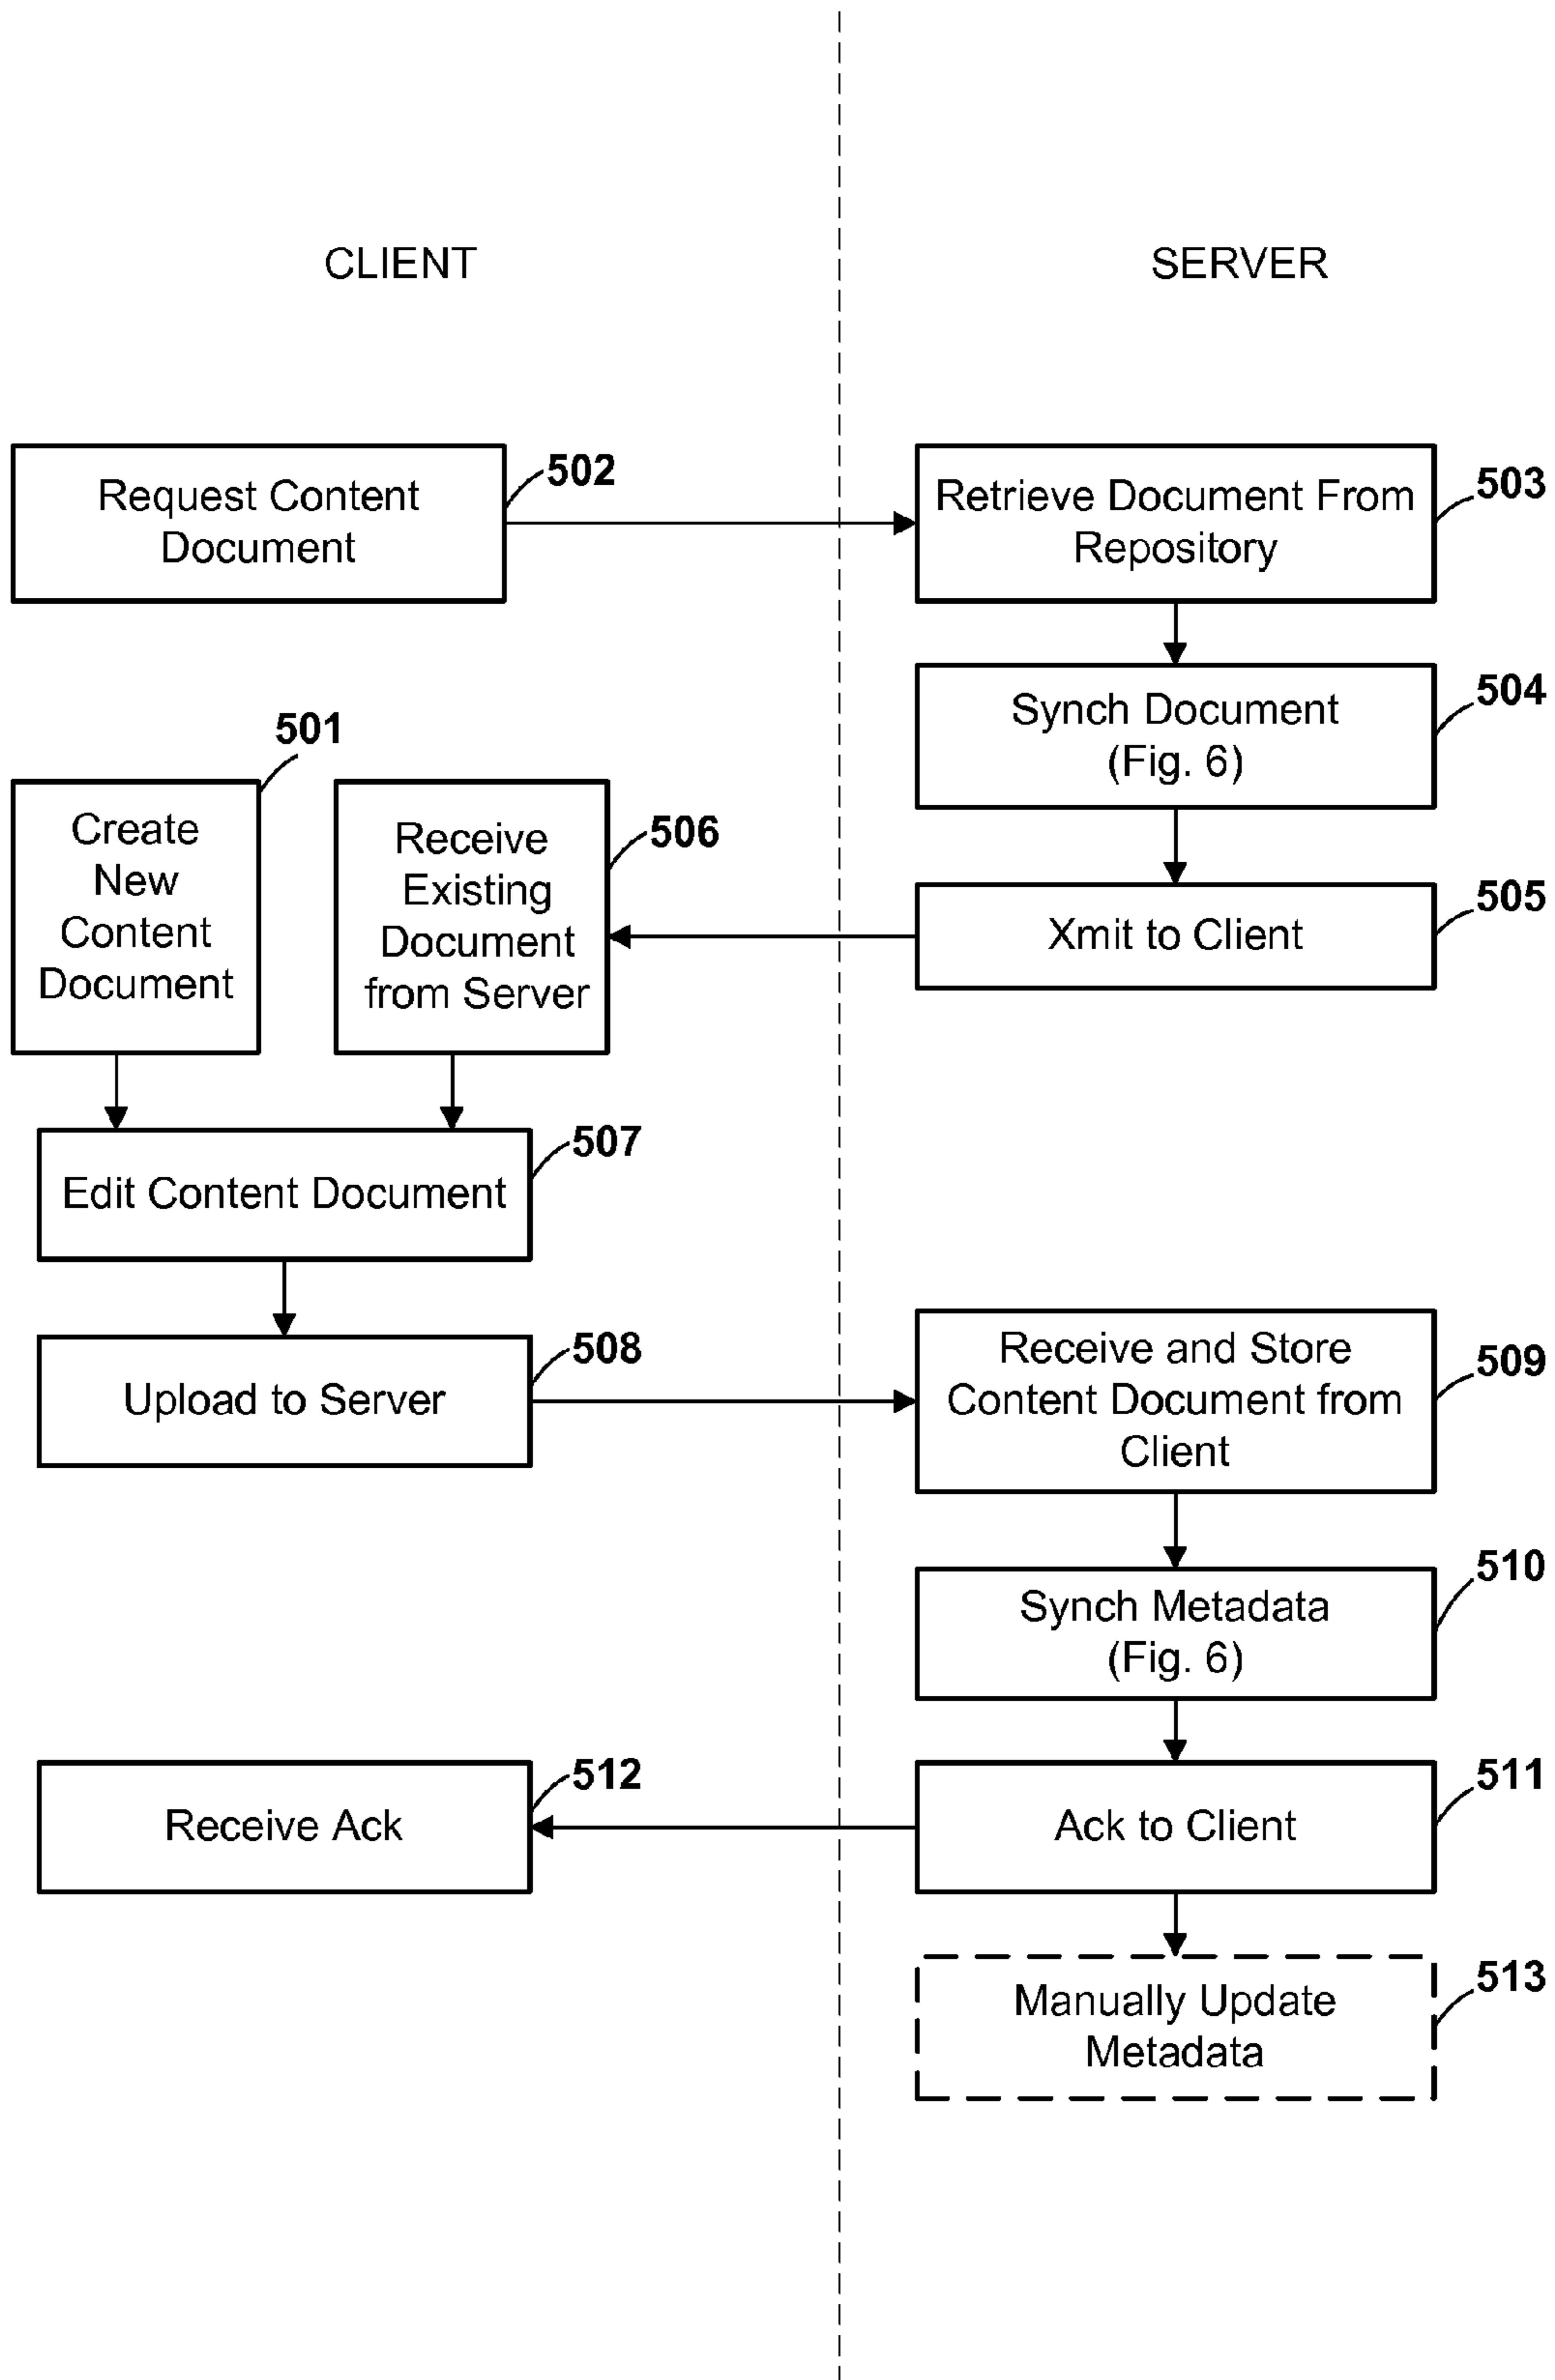 CLIENT
SERVER
Request Content
Document
502
Retrieve Document From
Repository
503
Synch Document
(Fig. 6)
504
501
Create
New
Content
Document
Receive
Existing
Document
from Server
506
Xmit to Client
505
Edit Content Document
507
Upload to Server
508
Receive and Store
Content Document from
Client
509
Synch Metadata
(Fig. 6)
510
Receive Ack
512
Ack to Client
511
Manually Update
Metadata
513